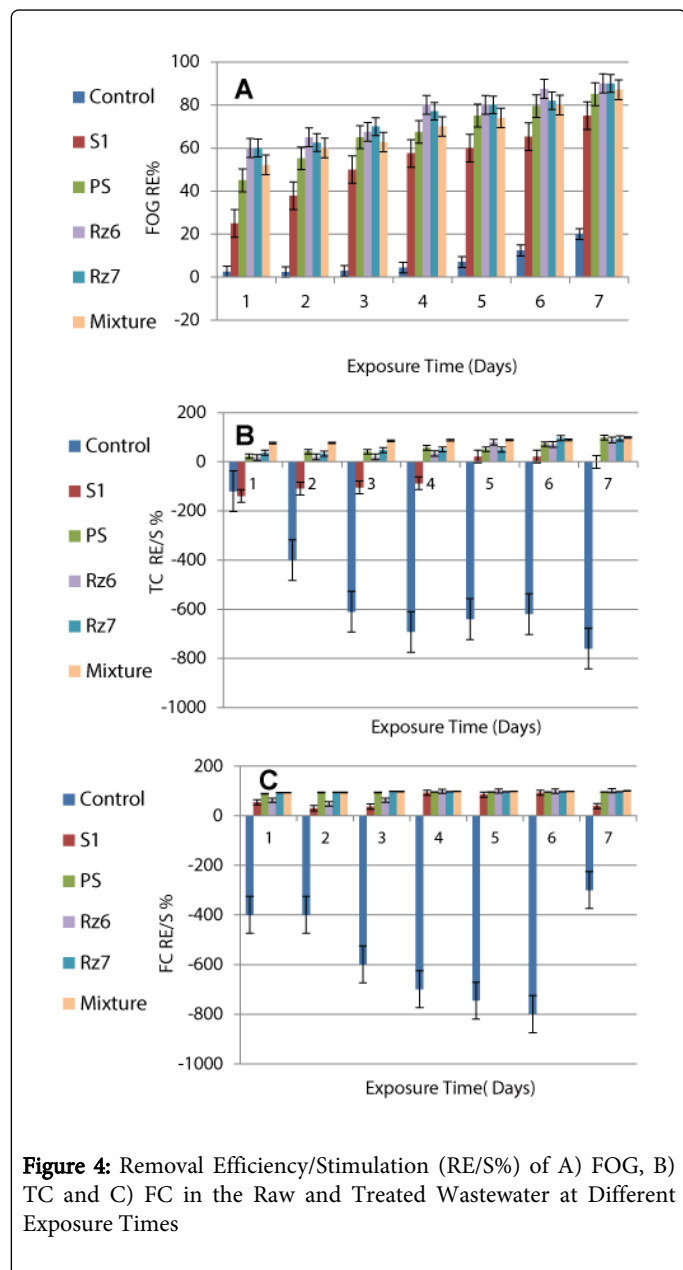 A
100
80
60
40
20
0
-20
FOG RE%
Control
S1
PS
Rz6
Rz7
Mixture
1 2 3 4 5 6 7
Exposure Time (Days)
B
200
0
-200
-400
-600
-800
-1000
TC RE/S %
Control
S1
PS
Rz6
Rz7
Mixture
1 2 3 4 5 6 7
Exposure Time (Days)
C
200
0
-200
-400
-600
-800
-1000
FC RE/S %
Control
S1
PS
Rz6
Rz7
Mixture
1 2 3 4 5 6 7
Exposure Time( Days)
Figure 4: Removal Efficiency/Stimulation (RE/S%) of A) FOG, B)
TC and C) FC in the Raw and Treated Wastewater at Different
Exposure Times